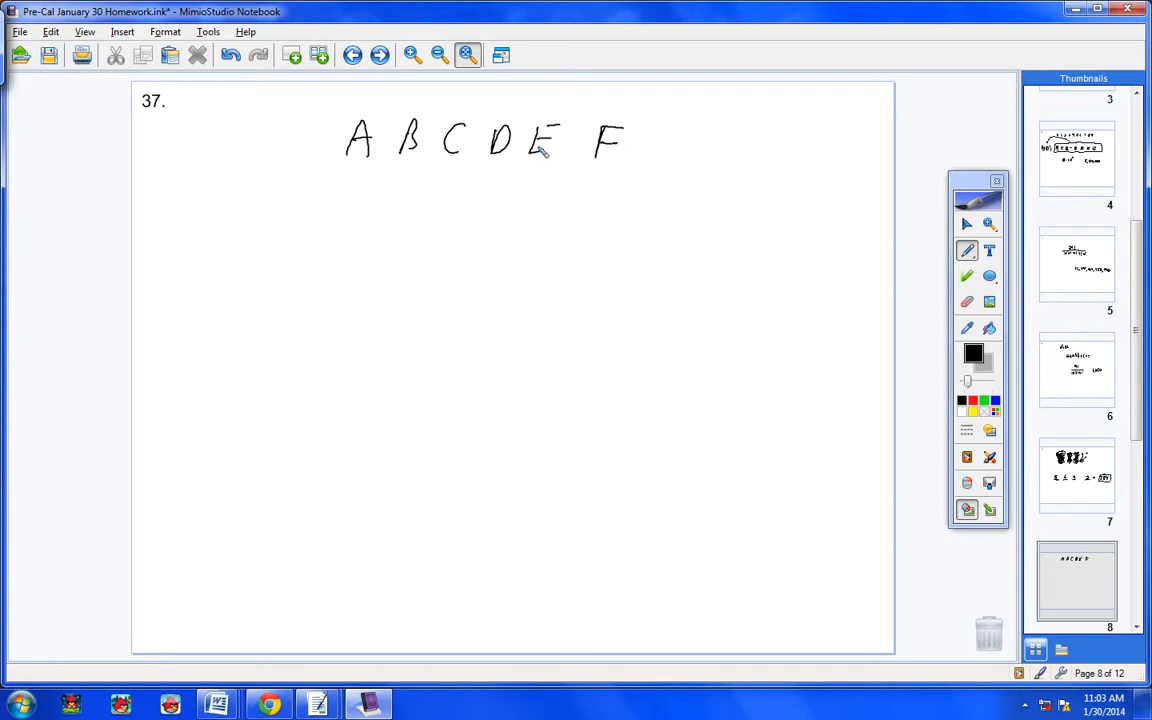 Pre-Cal January 30 Homework.ink* - MimioStudio Notebook
File Edit View Insert Format Tools Help
Thumbnails
37.
A B C D E F
3
4
5
6
7
A B C D E F
8
Page 8 of 12
11:03 AM
1/30/2014